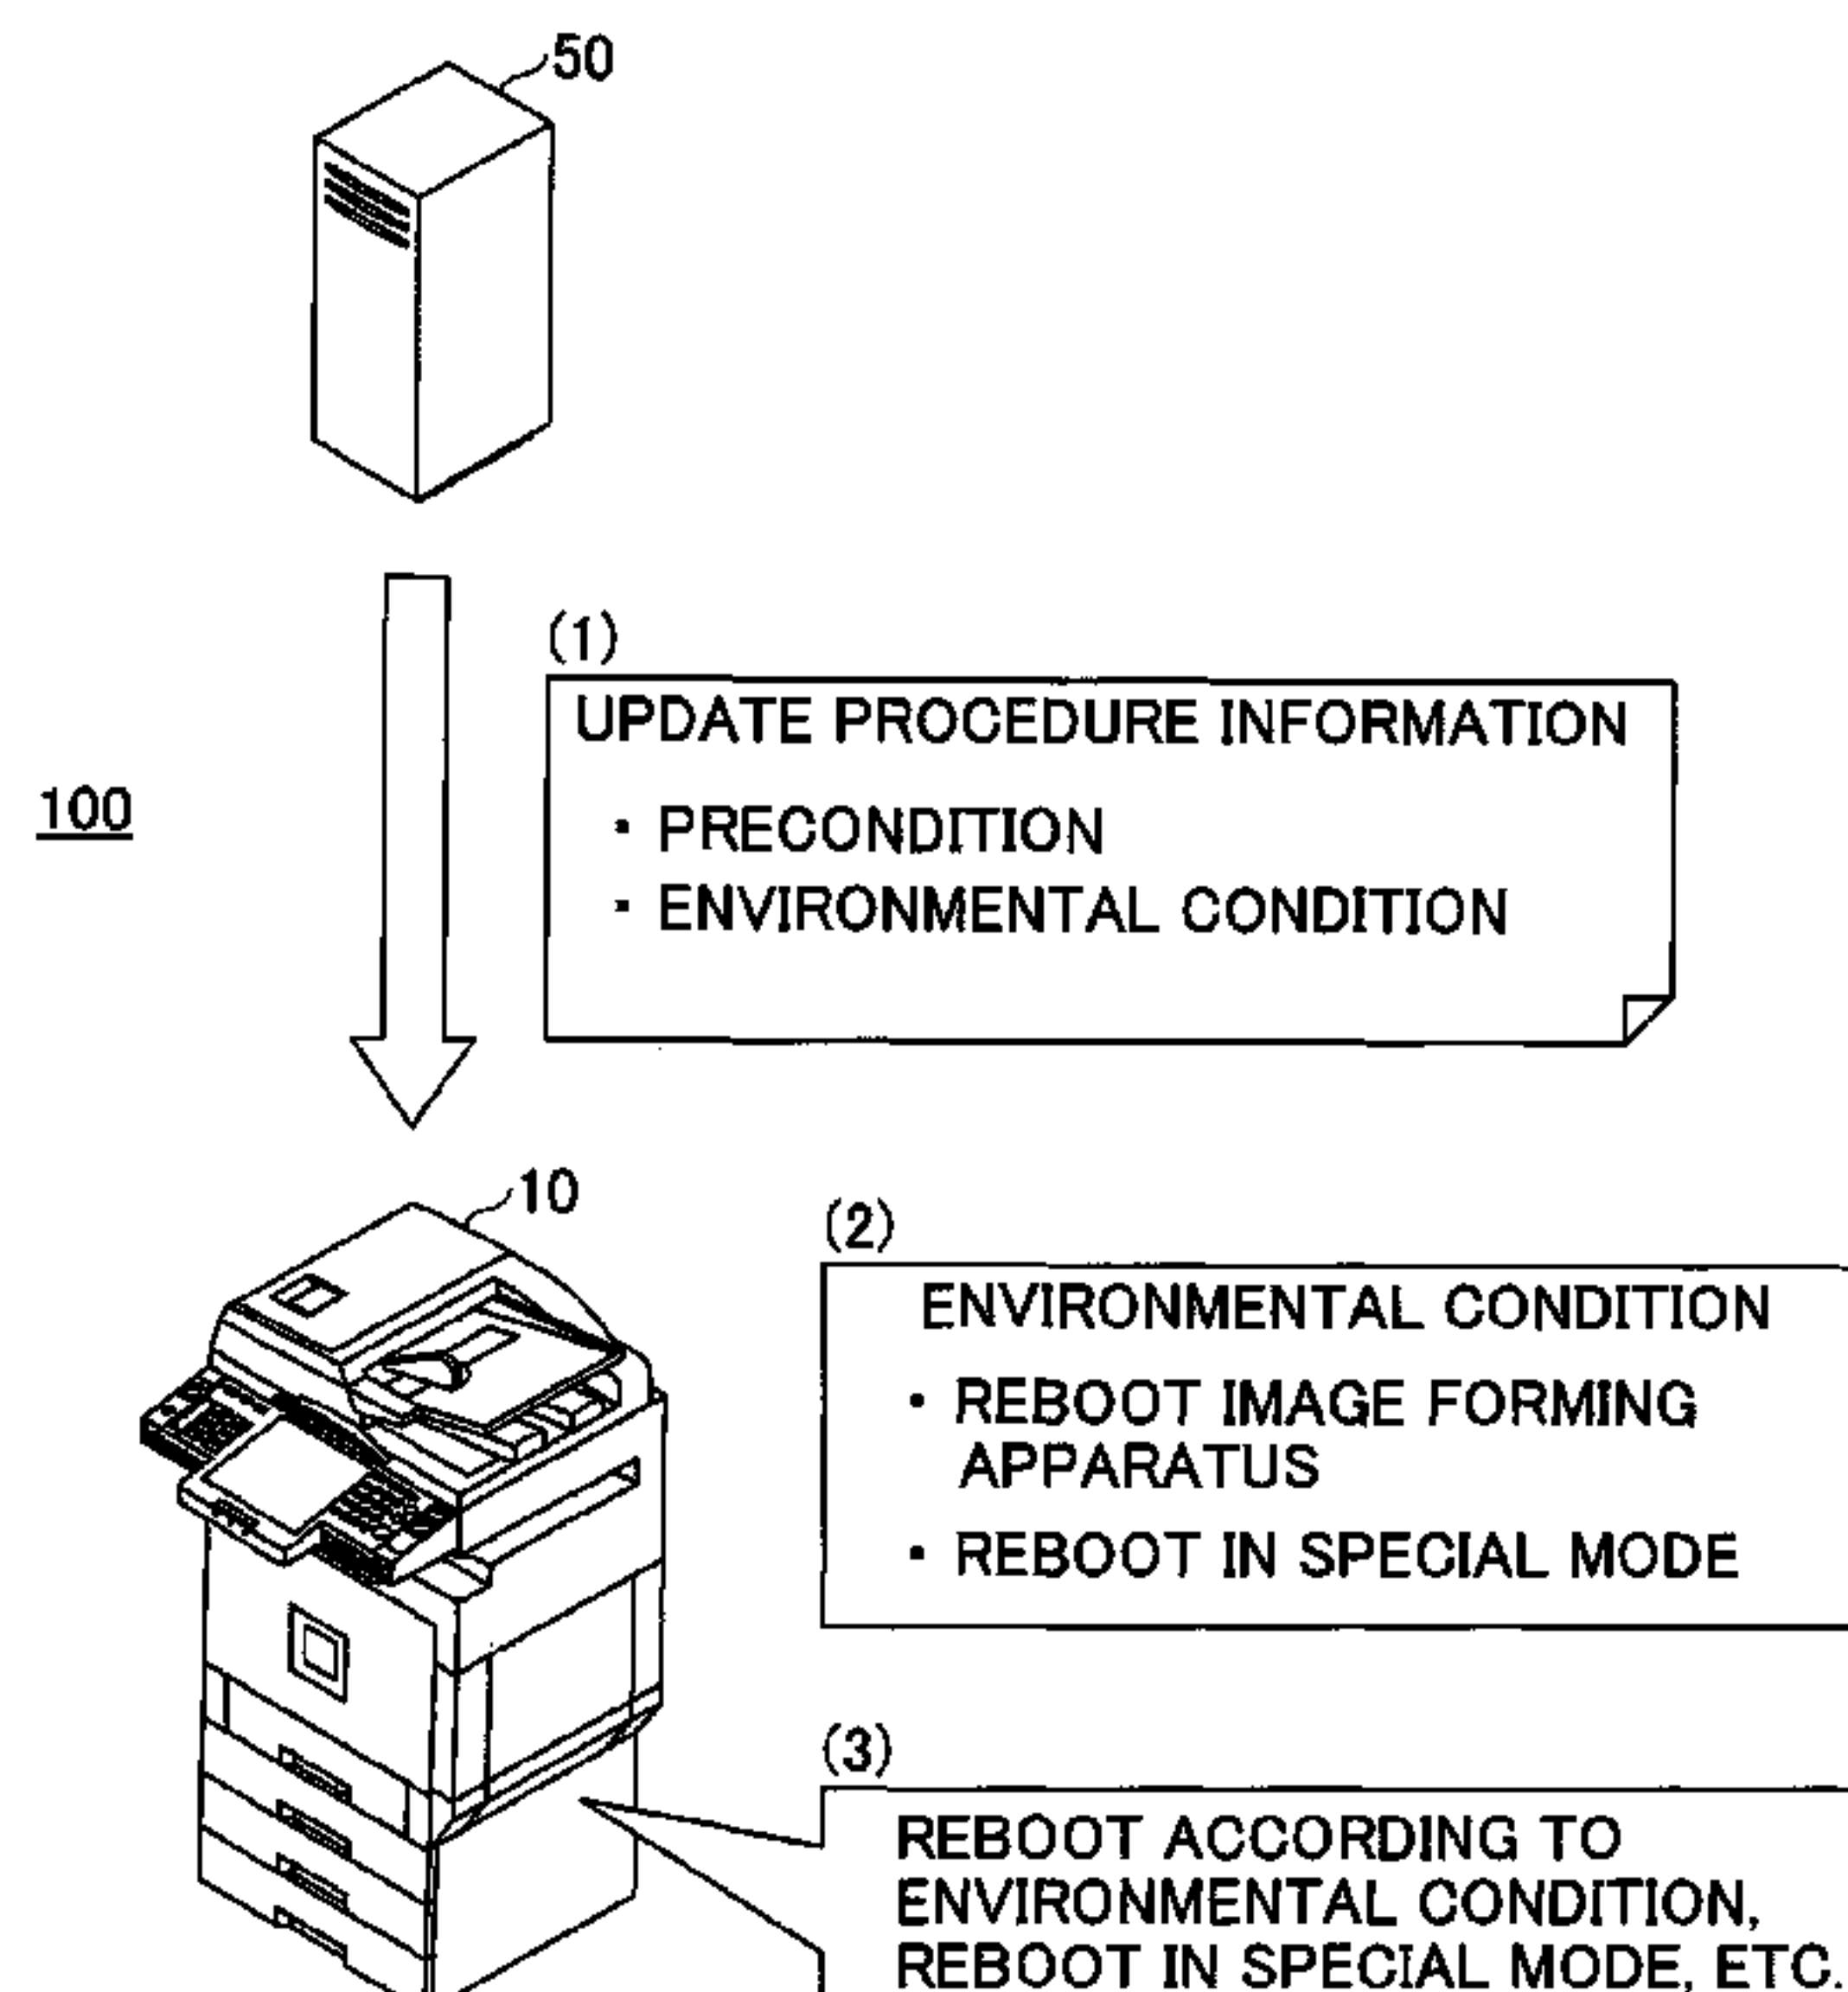 50
(1)
UPDATE PROCEDURE INFORMATION
100
· PRECONDITION
· ENVIRONMENTAL CONDITION
10
(2)
ENVIRONMENTAL CONDITION
· REBOOT IMAGE FORMING
APPARATUS
· REBOOT IN SPECIAL MODE
(3)
REBOOT ACCORDING TO
ENVIRONMENTAL CONDITION,
REBOOT IN SPECIAL MODE, ETC.